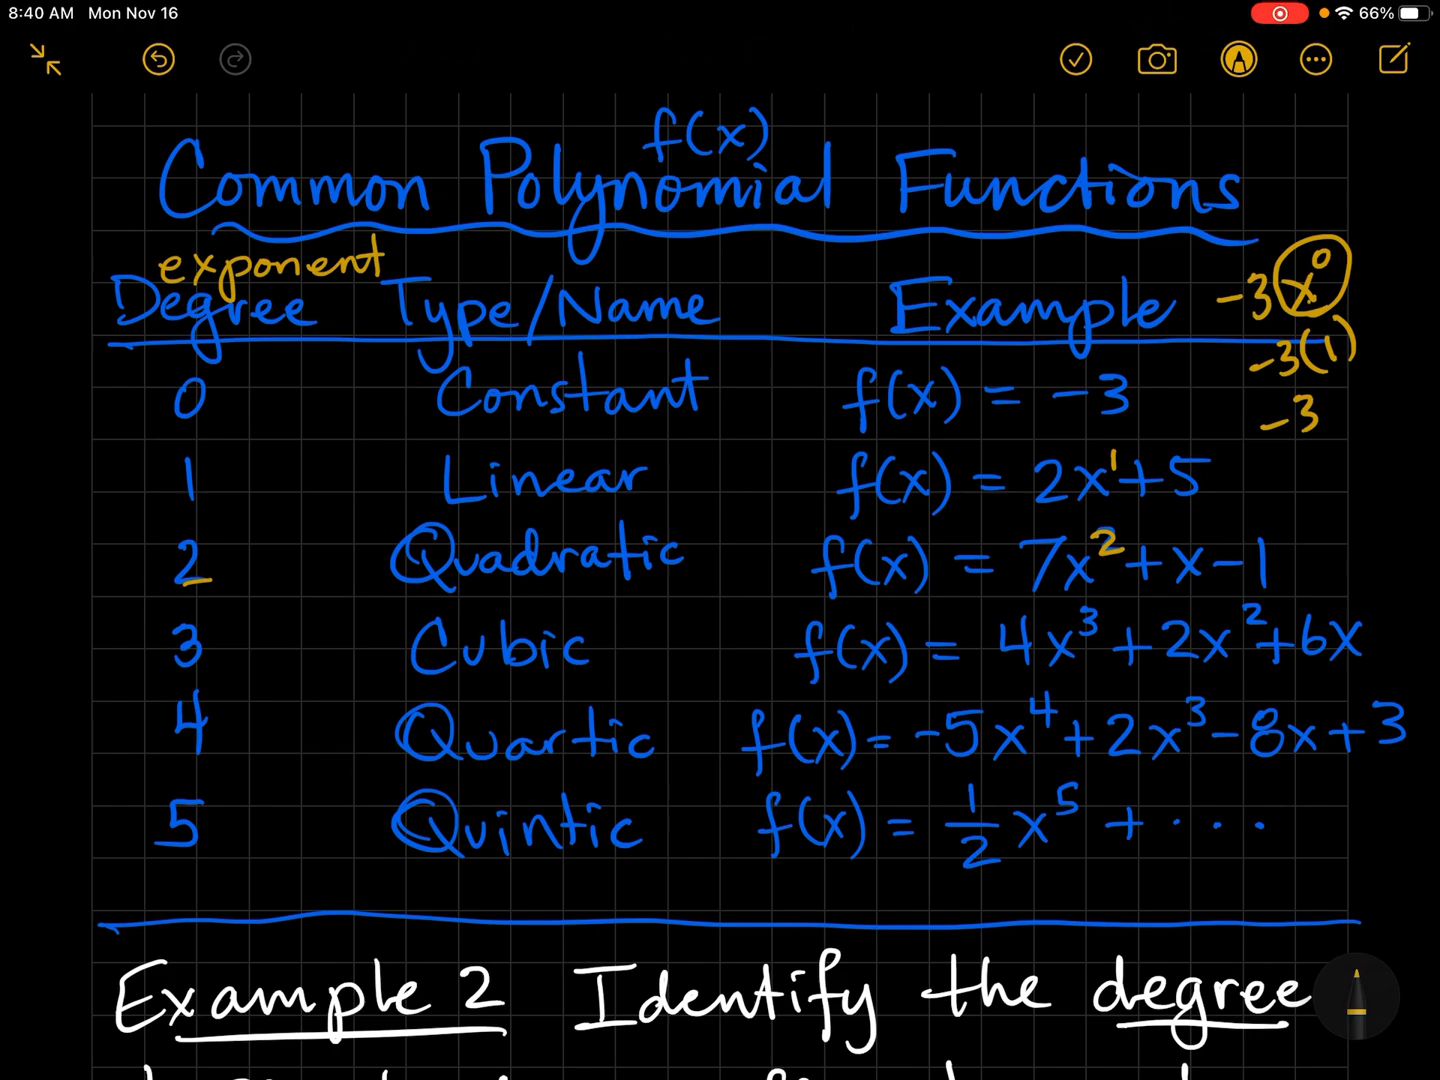 8:40 AM Mon Nov 16 66%
f(x)
Common Polynomial Functions
exponent
Degree Type/Name Example -3x⁰
-3(1)
0 Constant f(x) = -3 -3
1 Linear f(x) = 2x¹+5
2 Quadratic f(x) = 7x²+x-1
3 Cubic f(x) = 4x³+2x²+6x
4 Quartic f(x)= -5x⁴+2x³-8x+3
5 Quintic f(x) = 1/2 x⁵ + ....
Example 2 Identify the degree